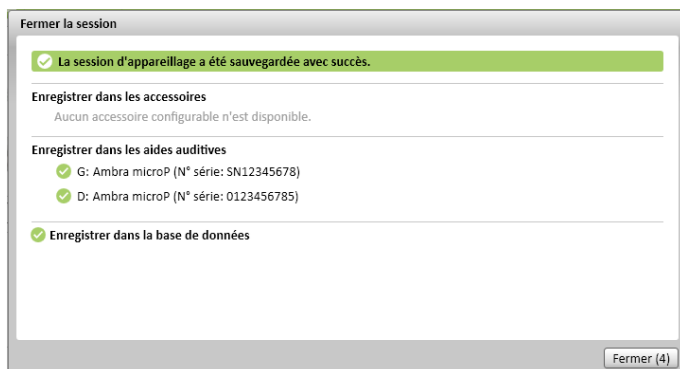 Fermer la session
La session d'appareillage a été sauvegardée avec succès.
Enregistrer dans les accessoires
Aucun accessoire configurable n'est disponible.
Enregistrer dans les aides auditives
G: Ambra microP (N° série: SN12345678)
D: Ambra microP (N° série: 0123456785)
Enregistrer dans la base de données
Fermer (4)